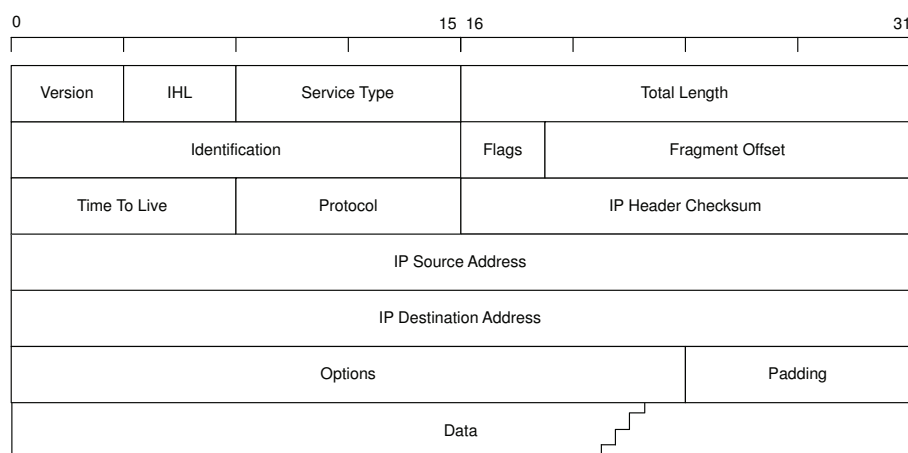 0 15 16 31
Version IHL Service Type Total Length
Identification Flags Fragment Offset
Time To Live Protocol IP Header Checksum
IP Source Address
IP Destination Address
Options Padding
Data